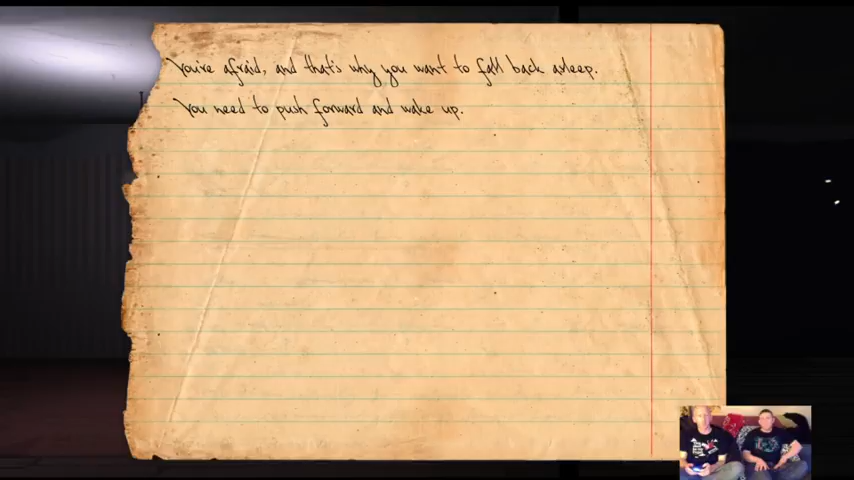 You're afraid, and that's why you want to fall back asleep.
You need to push forward and wake up.